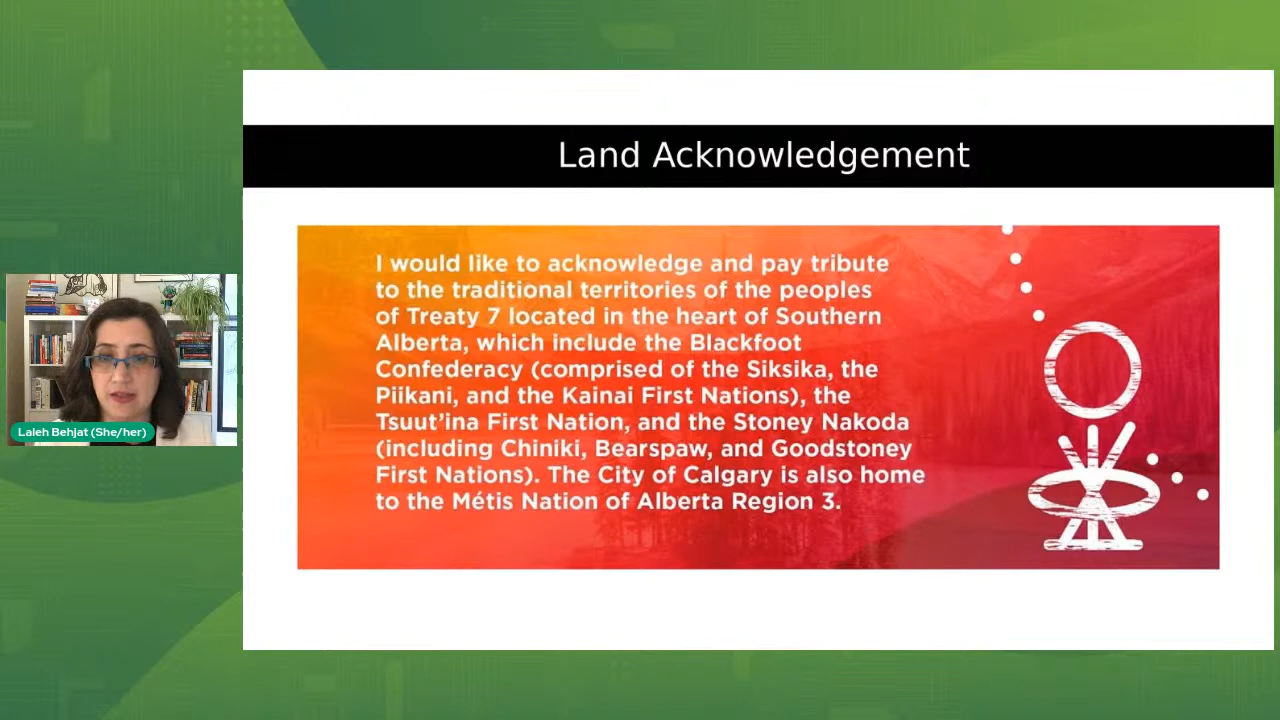 Land Acknowledgement
I would like to acknowledge and pay tribute
to the traditional territories of the peoples
of Treaty 7 located in the heart of Southern
Alberta, which include the Blackfoot
Confederacy (comprised of the Siksika, the
Piikani, and the Kainai First Nations), the
Tsuut’ina First Nation, and the Stoney Nakoda
(including Chiniki, Bearspaw, and Goodstoney
First Nations). The City of Calgary is also home
to the Métis Nation of Alberta Region 3.
Laleh Behjat (She/her)